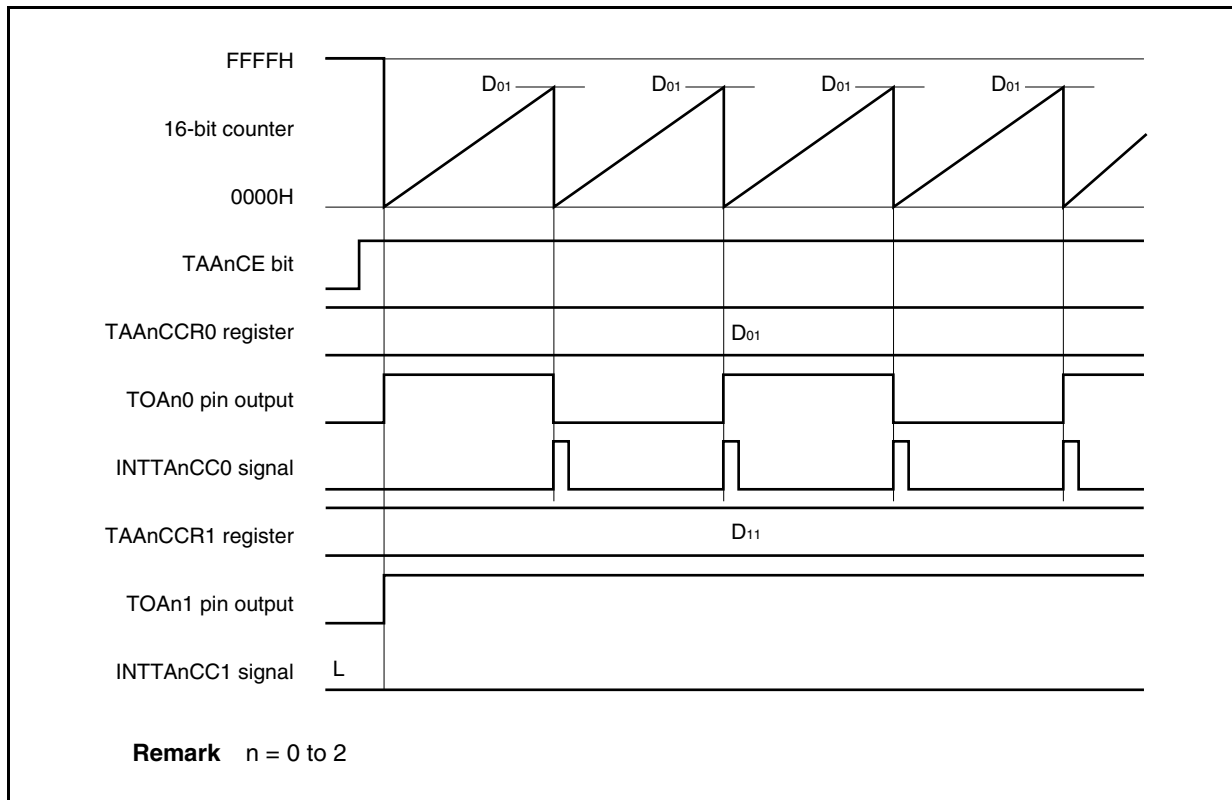 FFFFH
D01 D01 D01 D01
16-bit counter
0000H
TAAnCE bit
TAAnCCR0 register D01
TOAn0 pin output
INTTAnCC0 signal
TAAnCCR1 register D11
TOAn1 pin output
INTTAnCC1 signal L
Remark n = 0 to 2